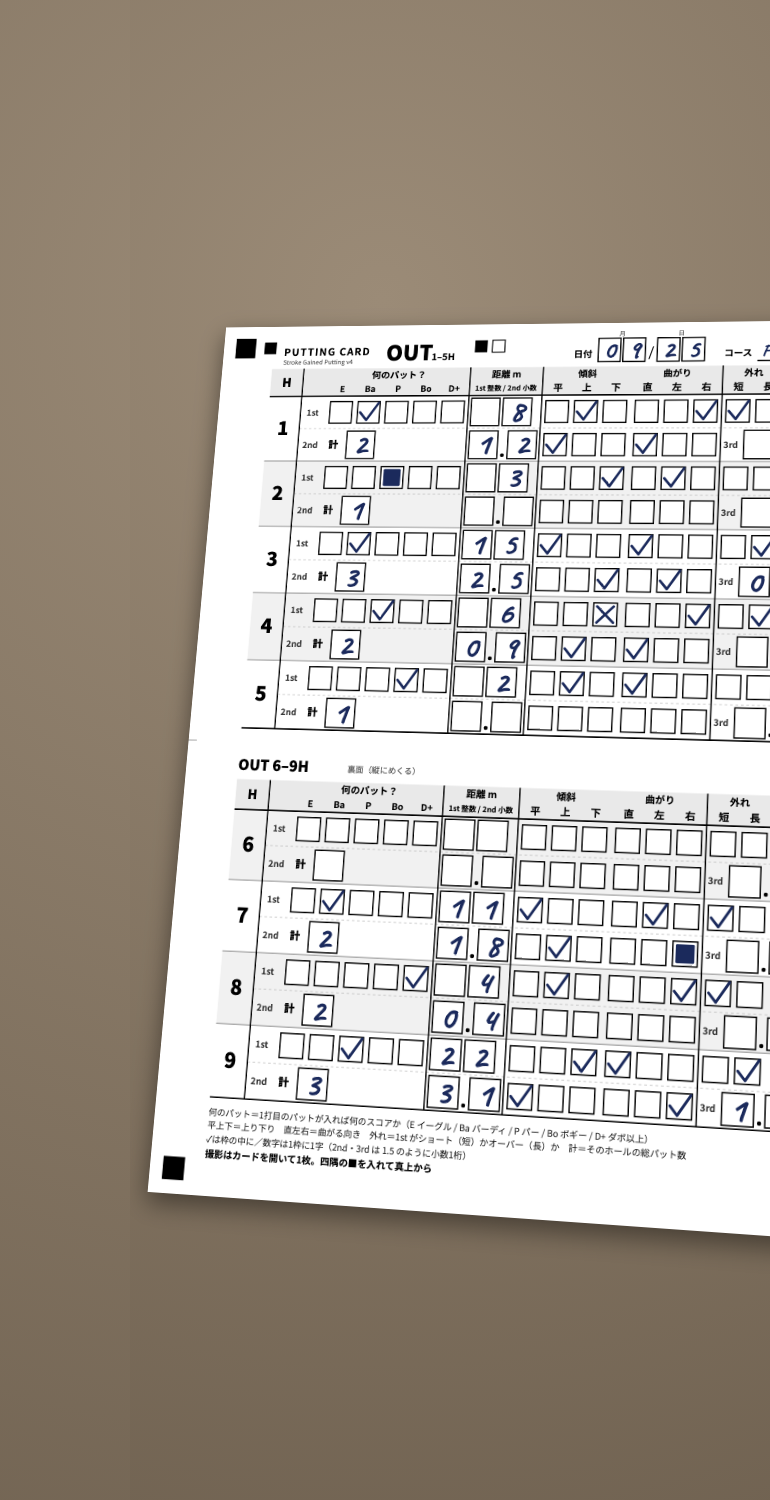 PUTTING CARD OUT 1–5H 日付 月 日 09/25 コース
Stroke Gained Putting v4
H 何のパット？ 距離 m 傾斜 曲がり 外れ
E Ba P Bo D+ 1st 整数 / 2nd 小数 平 上 下 直 左 右 短
1 1st ☐ ☑ ☐ ☐ ☐ 8 ☐ ☑ ☐ ☐ ☐ ☑ ☑
2nd 計 2 1.2 ☑ ☐ ☐ ☑ ☐ ☐ 3rd
2 1st ☐ ☐ ■ ☐ ☐ 3 ☐ ☐ ☑ ☐ ☑ ☐ ☐
2nd 計 1 . ☐ ☐ ☐ ☐ ☐ ☐ 3rd
3 1st ☐ ☑ ☐ ☐ ☐ 15 ☑ ☐ ☐ ☑ ☐ ☐ ☐ ☑
2nd 計 3 2.5 ☐ ☐ ☑ ☐ ☑ ☐ 3rd 0
4 1st ☐ ☐ ☑ ☐ ☐ 6 ☐ ☐ ☒ ☐ ☐ ☑ ☐ ☑
2nd 計 2 0.9 ☐ ☑ ☐ ☑ ☐ ☐ 3rd
5 1st ☐ ☐ ☐ ☑ ☐ 2 ☐ ☑ ☐ ☑ ☐ ☐ ☐ ☐
2nd 計 1 . ☐ ☐ ☐ ☐ ☐ ☐ 3rd
OUT 6–9H 裏面（縦にめくる）
H 何のパット？ 距離 m 傾斜 曲がり 外れ
E Ba P Bo D+ 1st 整数 / 2nd 小数 平 上 下 直 左 右 短 長
6 1st ☐ ☐ ☐ ☐ ☐ ☐ ☐ ☐ ☐ ☐ ☐ ☐ ☐
2nd 計 . ☐ ☐ ☐ ☐ ☐ ☐ 3rd .
7 1st ☐ ☑ ☐ ☐ ☐ 11 ☑ ☐ ☐ ☐ ☑ ☐ ☑ ☐
2nd 計 2 1.8 ☐ ☑ ☐ ☐ ☐ ■ 3rd .
8 1st ☐ ☐ ☐ ☐ ☑ 4 ☐ ☑ ☐ ☐ ☐ ☑ ☑ ☐
2nd 計 2 0.4 ☐ ☐ ☐ ☐ ☐ ☐ 3rd .
9 1st ☐ ☐ ☑ ☐ ☐ 22 ☐ ☐ ☑ ☑ ☐ ☐ ☐ ☑
2nd 計 3 3.1 ☑ ☐ ☐ ☐ ☐ ☑ 3rd 1.
何のパット＝1打目のパットが入れば何のスコアか（E イーグル / Ba バーディ / P パー / Bo ボギー / D+ ダボ以上）
平上下＝上り下り 直左右＝曲がる向き 外れ＝1st がショート（短）かオーバー（長）か 計＝そのホールの総パット数
✓は枠の中に／数字は1枠に1字（2nd・3rd は 1.5 のように小数1桁）
撮影はカードを開いて1枚。四隅の■を入れて真上から